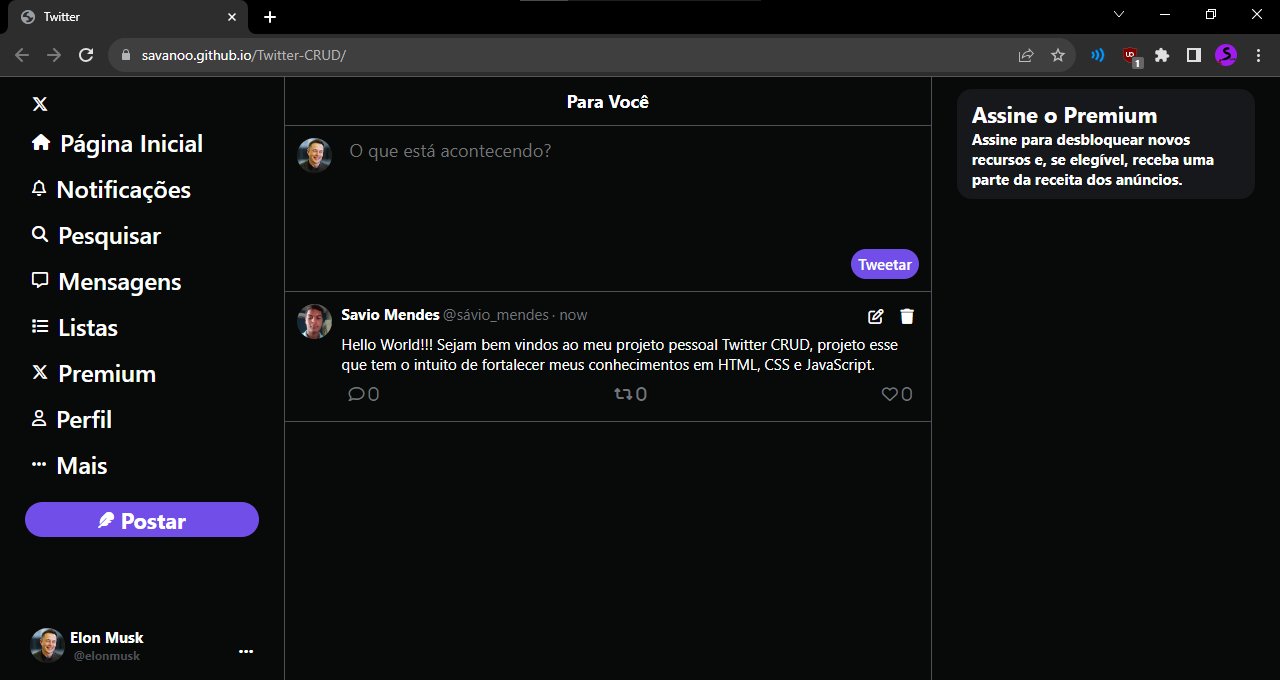 Twitter
savanoo.github.io/Twitter-CRUD/
1
Página Inicial
Notificações
Pesquisar
Mensagens
Listas
Premium
Perfil
Mais
Postar
Elon Musk
@elonmusk
Para Você
O que está acontecendo?
Tweetar
Savio Mendes @sávio_mendes · now
Hello World!!! Sejam bem vindos ao meu projeto pessoal Twitter CRUD, projeto esse
que tem o intuito de fortalecer meus conhecimentos em HTML, CSS e JavaScript.
0 0 0
Assine o Premium
Assine para desbloquear novos
recursos e, se elegível, receba uma
parte da receita dos anúncios.